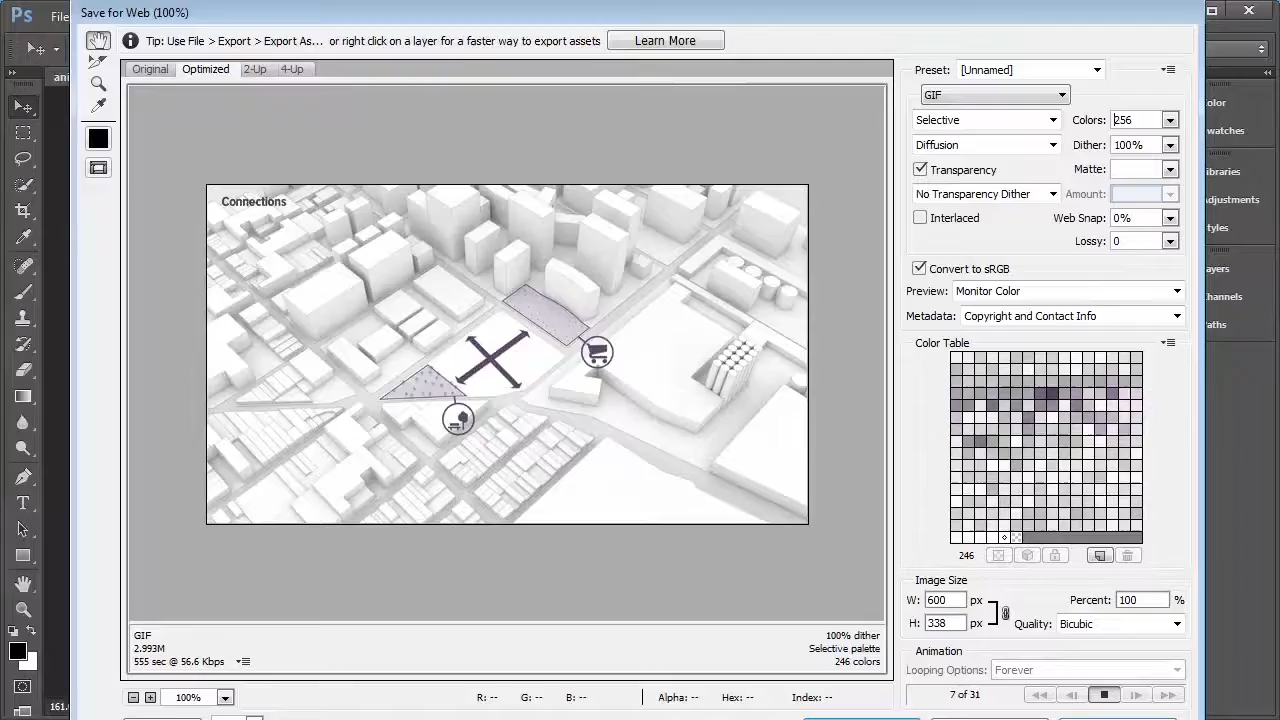 Ps File
Save for Web (100%)
Tip: Use File > Export > Export As... or right click on a layer for a faster way to export assets
Learn More
Original Optimized 2-Up 4-Up
Preset: [Unnamed]
GIF
Selective Colors: 256
Diffusion Dither: 100%
Transparency Matte:
No Transparency Dither Amount:
Interlaced Web Snap: 0%
Lossy: 0
Convert to sRGB
Preview: Monitor Color
Metadata: Copyright and Contact Info
Color Table
246
Image Size
W: 600 px Percent: 100 %
H: 338 px Quality: Bicubic
Animation
Looping Options: Forever
7 of 31
Connections
GIF
2.993M
555 sec @ 56.6 Kbps
100% dither
Selective palette
246 colors
100% R: -- G: -- B: -- Alpha: -- Hex: -- Index: --
ani
161.
olor
watches
ibraries
djustments
tyles
ayers
hannels
aths